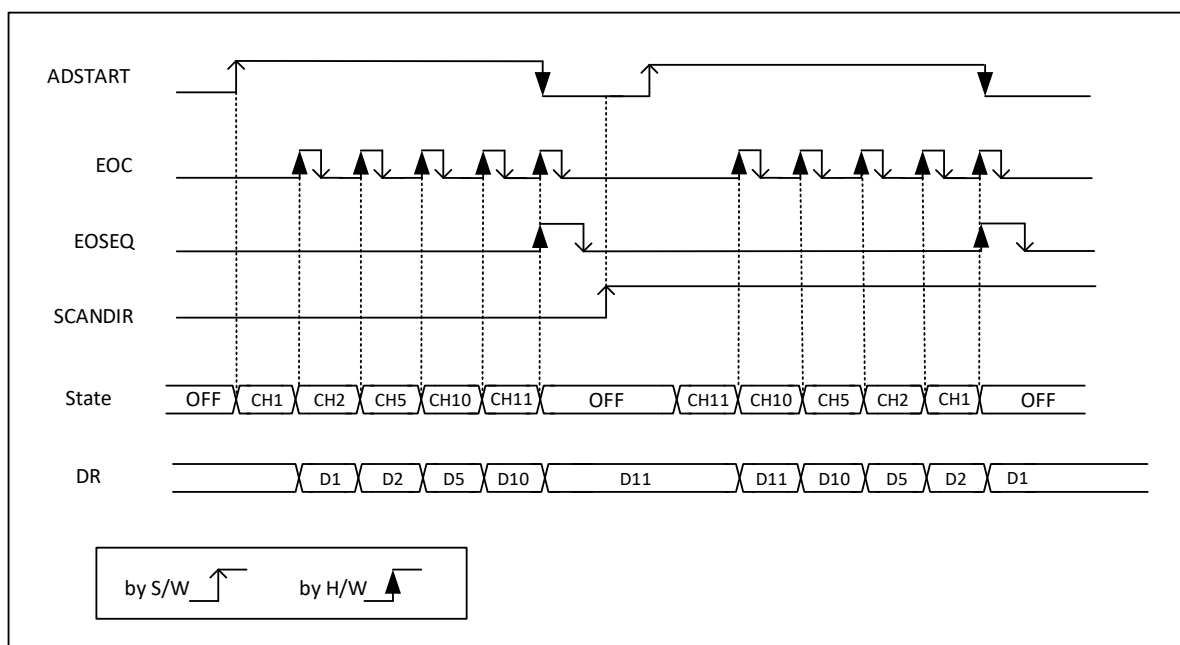 ADSTART
EOC
EOSEQ
SCANDIR
State OFF CH1 CH2 CH5 CH10 CH11 OFF CH11 CH10 CH5 CH2 CH1 OFF
DR D1 D2 D5 D10 D11 D11 D10 D5 D2 D1
by S/W by H/W